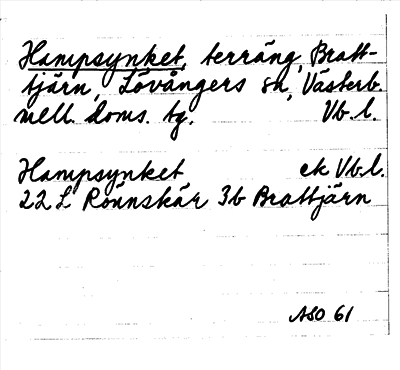 Hampsynket, terräng, Bratt-
tjärn, Lövångers sn, Västerb.
mell. doms. tg. Vb. l.
Hampsynket ek Vb. l.
22 L Rönnskär 3b Brattjärn
ASO 61